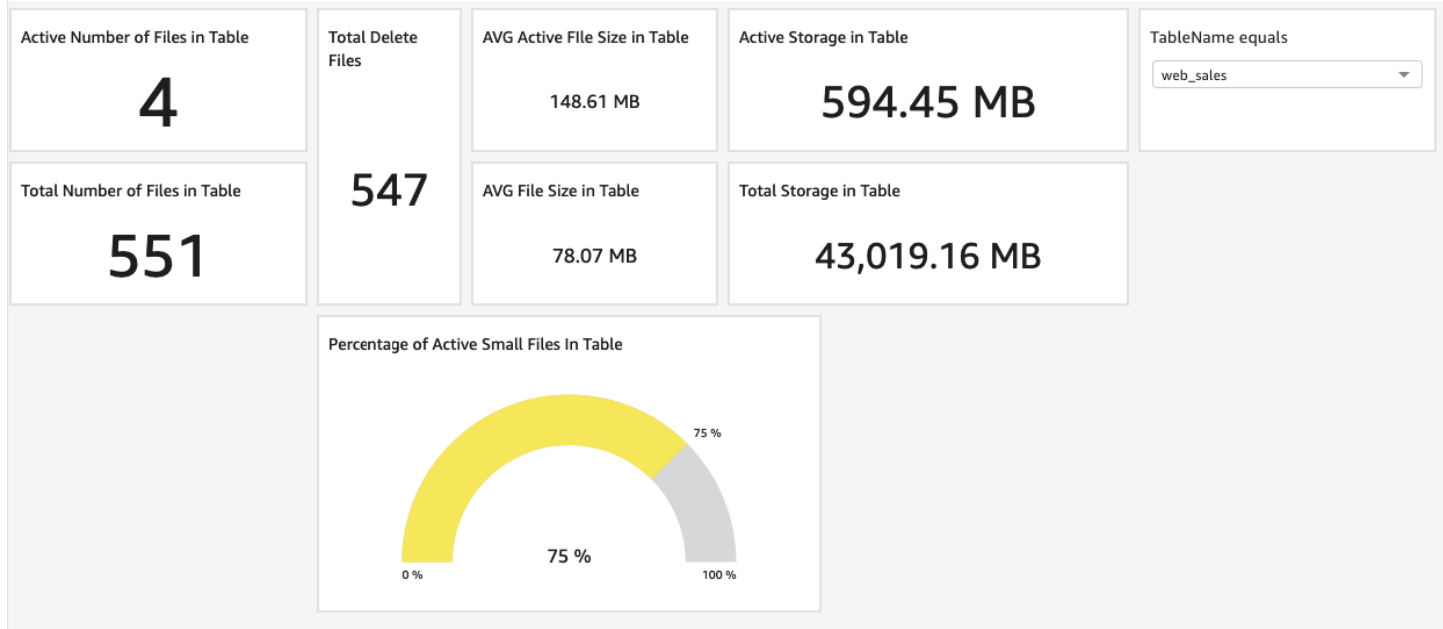 Active Number of Files in Table
4
Total Delete
Files
547
AVG Active FIle Size in Table
148.61 MB
Active Storage in Table
594.45 MB
TableName equals
web_sales
Total Number of Files in Table
551
AVG File Size in Table
78.07 MB
Total Storage in Table
43,019.16 MB
Percentage of Active Small Files In Table
75 %
75 %
0 %
100 %